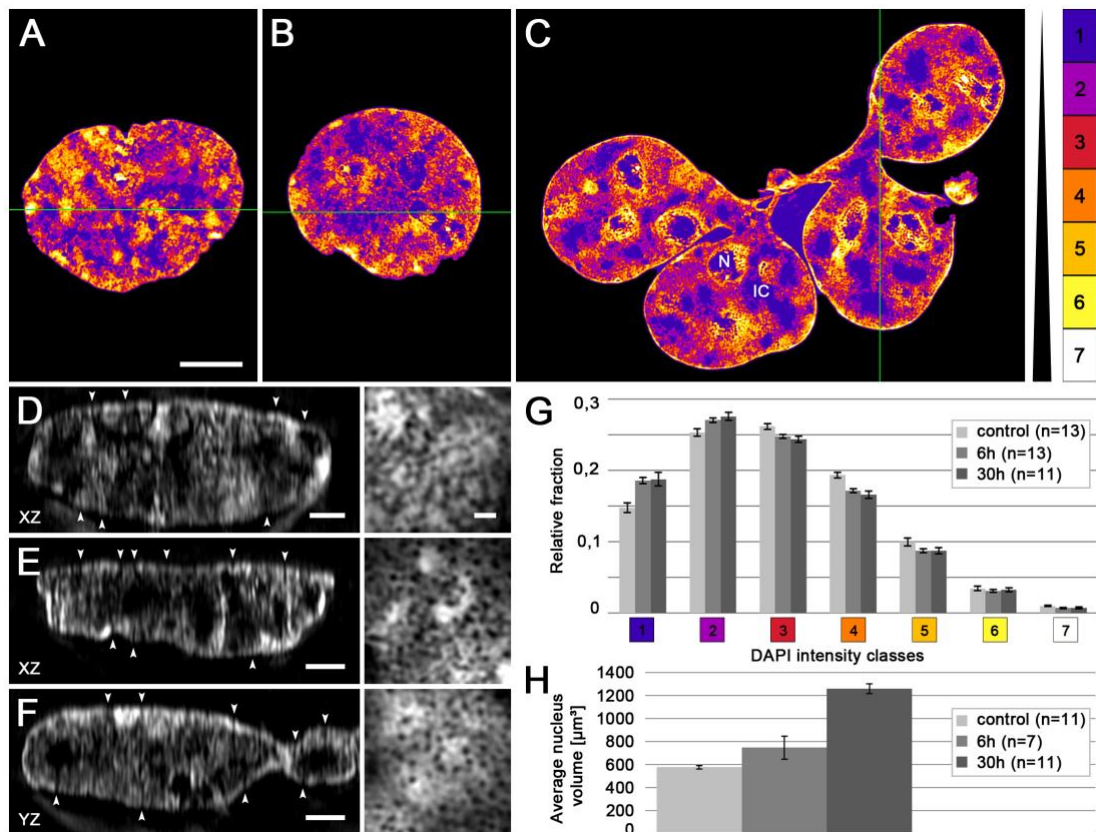 A
B
C
N
IC
1
2
3
4
5
6
7
D
XZ
E
XZ
F
YZ
G
0,3
0,2
0,1
0
Relative fraction
control (n=13)
6h (n=13)
30h (n=11)
1 2 3 4 5 6 7
DAPI intensity classes
H
1400
1200
1000
800
600
400
200
0
Average nucleus
volume [µm³]
control (n=11)
6h (n=7)
30h (n=11)